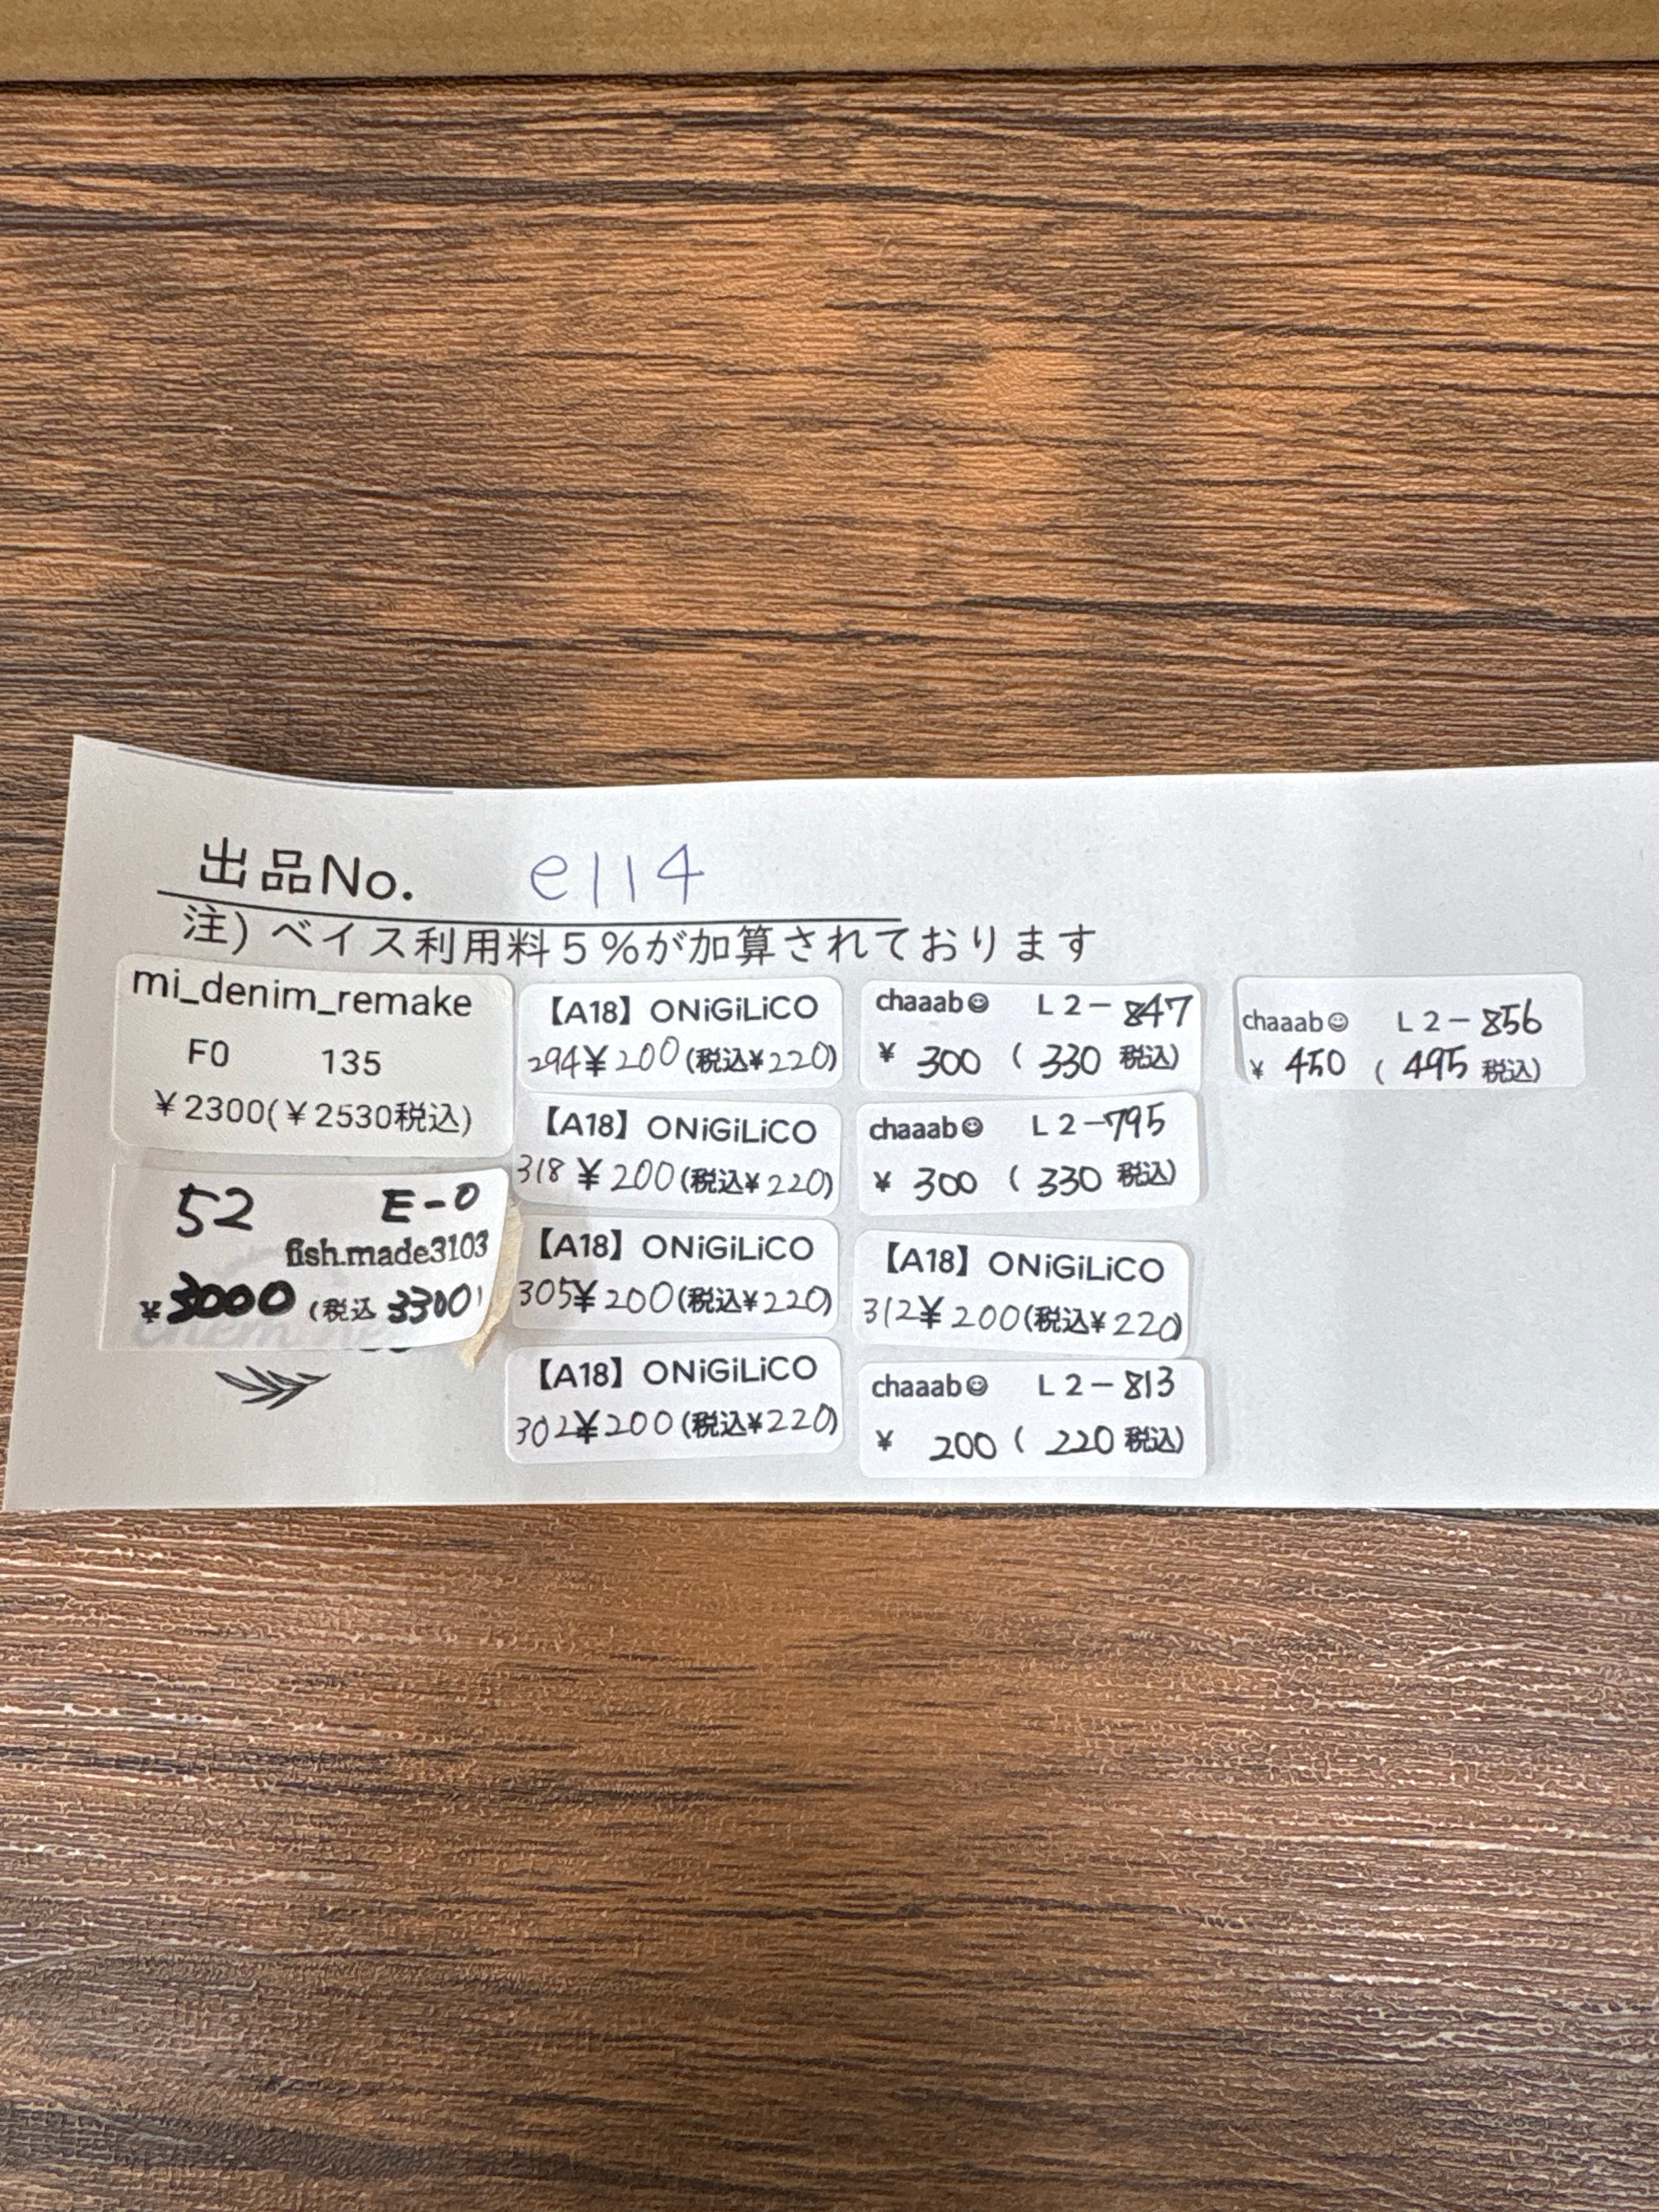 出品No. e114
注) ベイス利用料5%が加算されております
mi_denim_remake
F0 135
¥2300(¥2530税込)
52 E-0
fish.made3103
¥3000 (税込 3300)
【A18】ONiGiLiCO
294¥200(税込¥220)
【A18】ONiGiLiCO
318¥200(税込¥220)
【A18】ONiGiLiCO
305¥200(税込¥220)
【A18】ONiGiLiCO
302¥200(税込¥220)
chaaab☺ L2-847
¥ 300 ( 330 税込)
chaaab☺ L2-795
¥ 300 ( 330 税込)
【A18】ONiGiLiCO
312¥200(税込¥220)
chaaab☺ L2-813
¥ 200 ( 220 税込)
chaaab☺ L2-856
¥ 450 ( 495 税込)